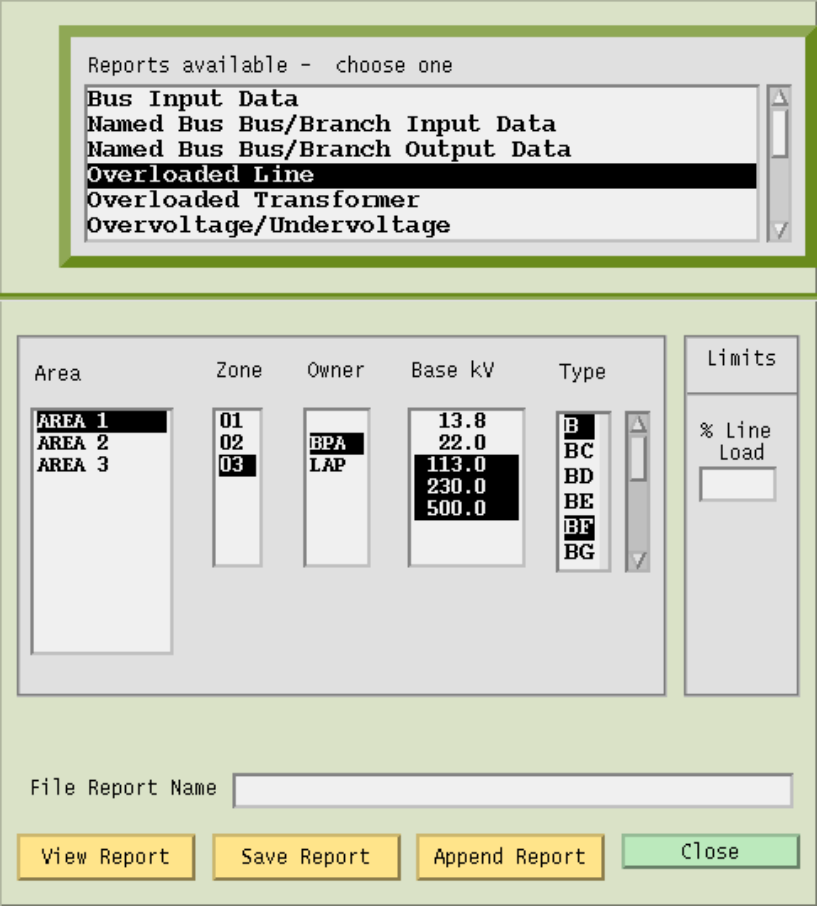 Reports available - choose one
Bus Input Data
Named Bus Bus/Branch Input Data
Named Bus Bus/Branch Output Data
Overloaded Line
Overloaded Transformer
Overvoltage/Undervoltage
Area
AREA 1
AREA 2
AREA 3
Zone
01
02
03
Owner
BPA
LAP
Base kV
13.8
22.0
113.0
230.0
500.0
Type
B
BC
BD
BE
BF
BG
Limits
% Line
Load
File Report Name
View Report
Save Report
Append Report
Close